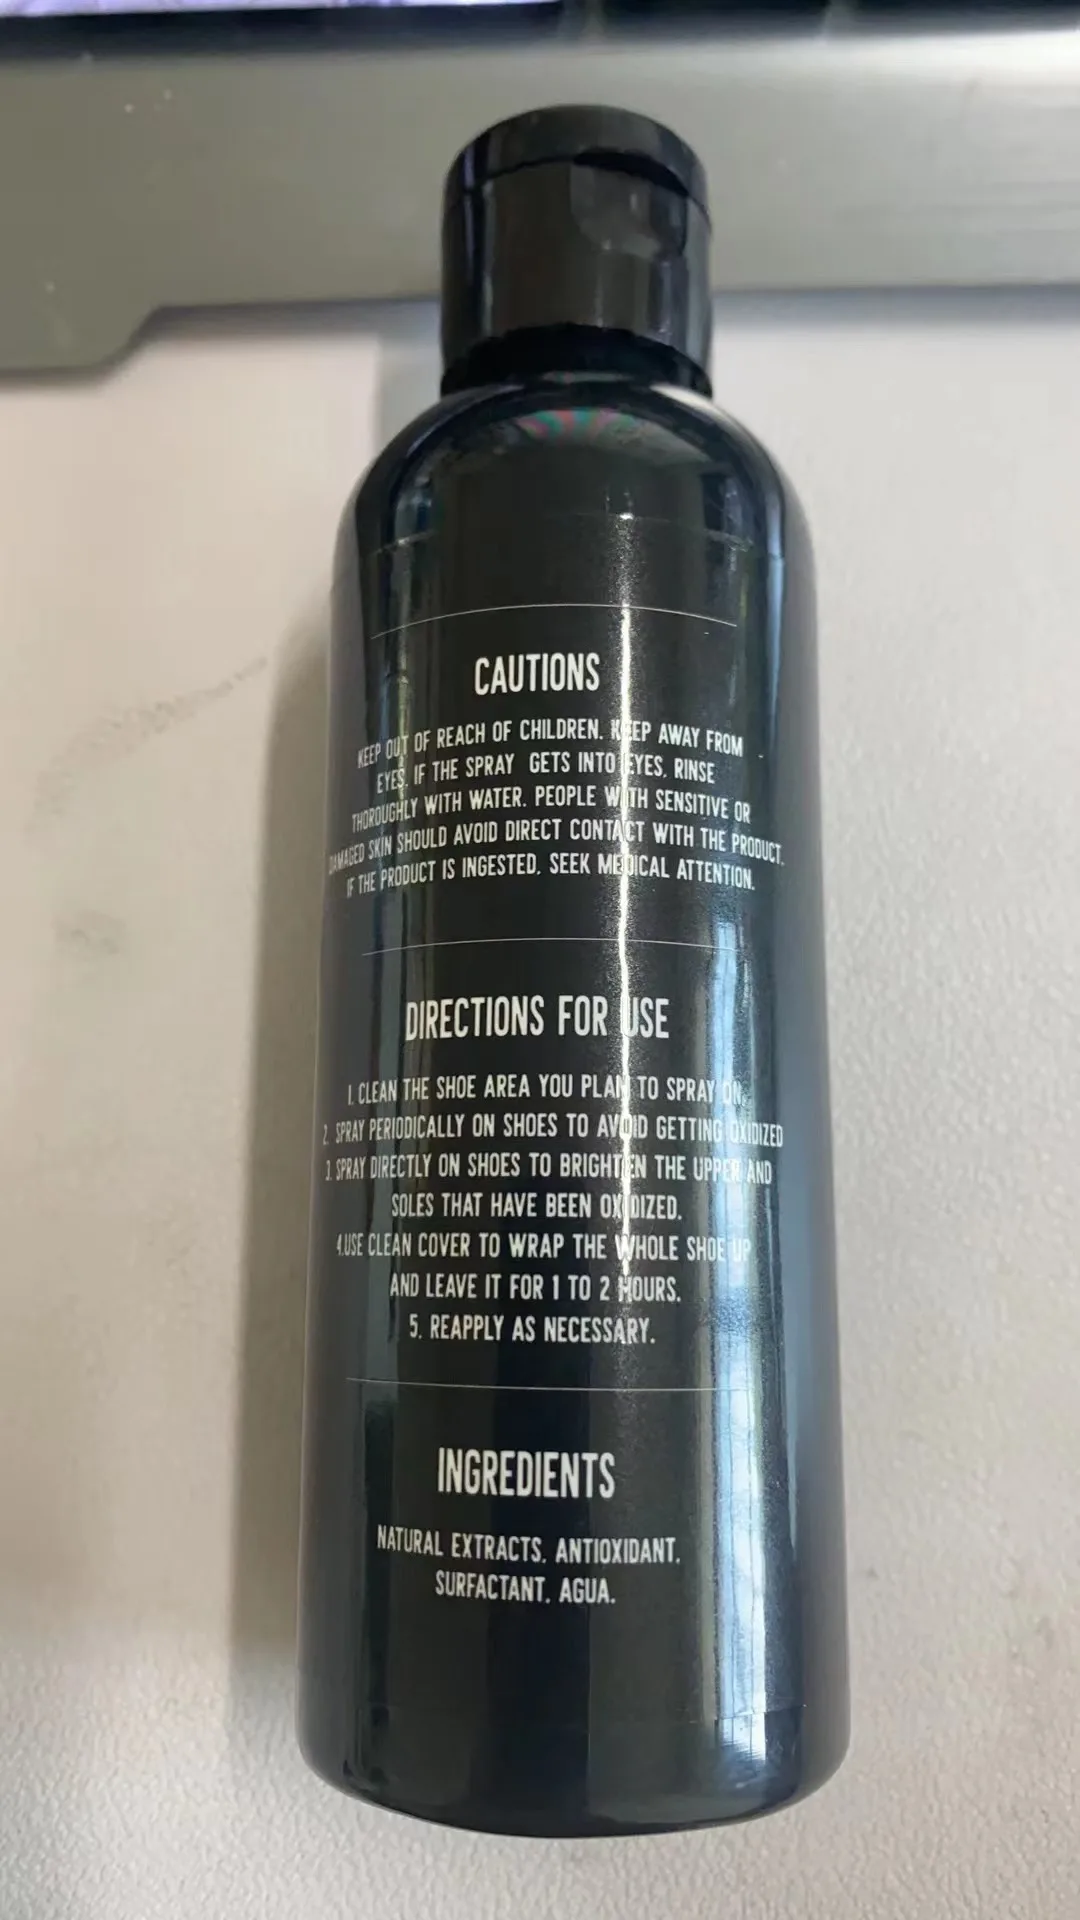 CAUTIONS
KEEP OUT OF REACH OF CHILDREN. KEEP AWAY FROM
EYES. IF THE SPRAY GETS INTO EYES, RINSE
THOROUGHLY WITH WATER. PEOPLE WITH SENSITIVE OR
DAMAGED SKIN SHOULD AVOID DIRECT CONTACT WITH THE PRODUCT.
IF THE PRODUCT IS INGESTED, SEEK MEDICAL ATTENTION.
DIRECTIONS FOR USE
1. CLEAN THE SHOE AREA YOU PLAN TO SPRAY ON.
2. SPRAY PERIODICALLY ON SHOES TO AVOID GETTING OXIDIZED
3. SPRAY DIRECTLY ON SHOES TO BRIGHTEN THE UPPER AND
SOLES THAT HAVE BEEN OXIDIZED.
4.USE CLEAN COVER TO WRAP THE WHOLE SHOE UP
AND LEAVE IT FOR 1 TO 2 HOURS.
5. REAPPLY AS NECESSARY.
INGREDIENTS
NATURAL EXTRACTS, ANTIOXIDANT,
SURFACTANT, AGUA.